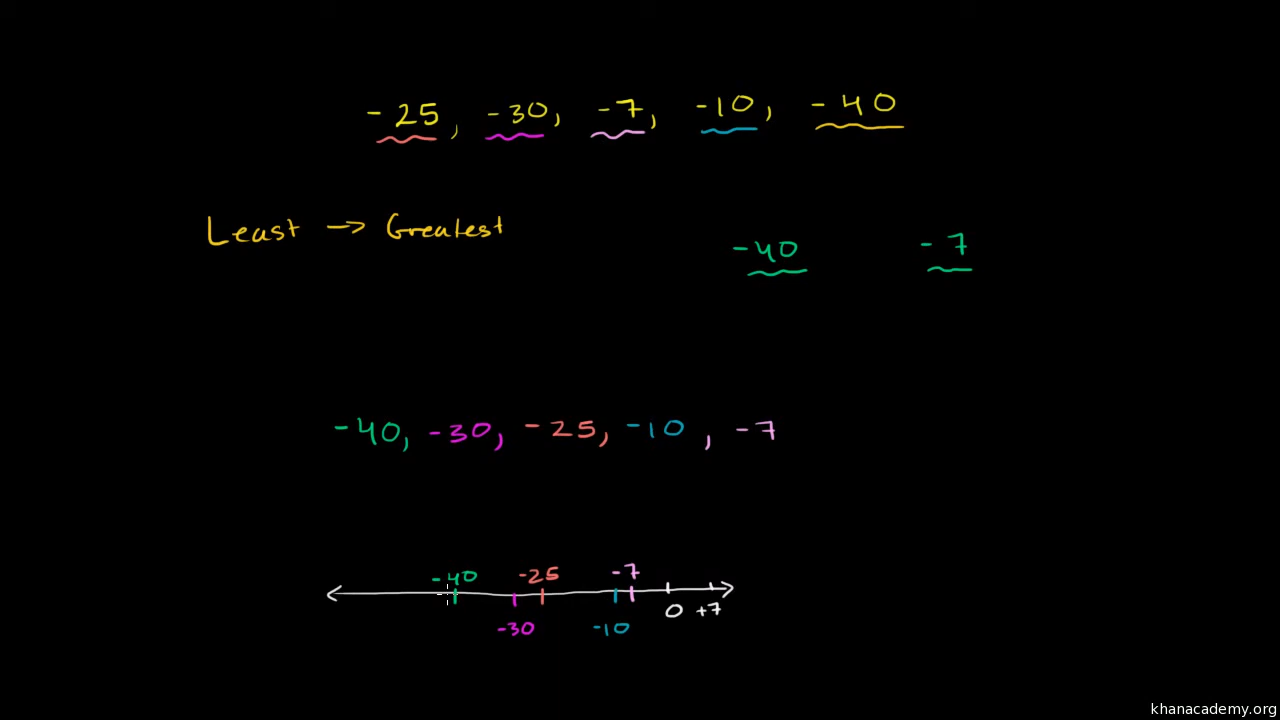 -25, -30, -7, -10, -40
Least → Greatest
-40 -7
-40, -30, -25, -10, -7
-40 -25 -7
0 +7
-30 -10
khanacademy.org